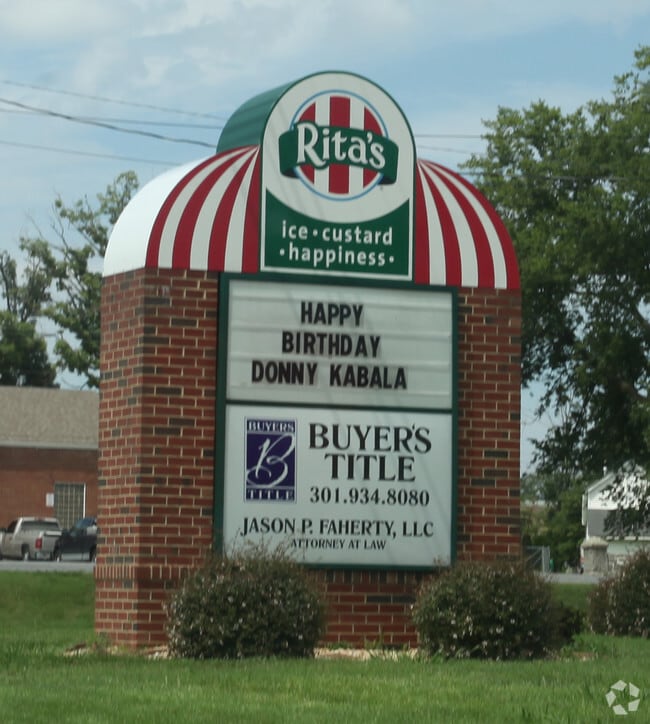 Rita's
ice • custard
• happiness •
HAPPY
BIRTHDAY
DONNY KABALA
BUYERS
B
TITLE
BUYER'S
TITLE
301.934.8080
JASON P. FAHERTY, LLC
ATTORNEY AT LAW